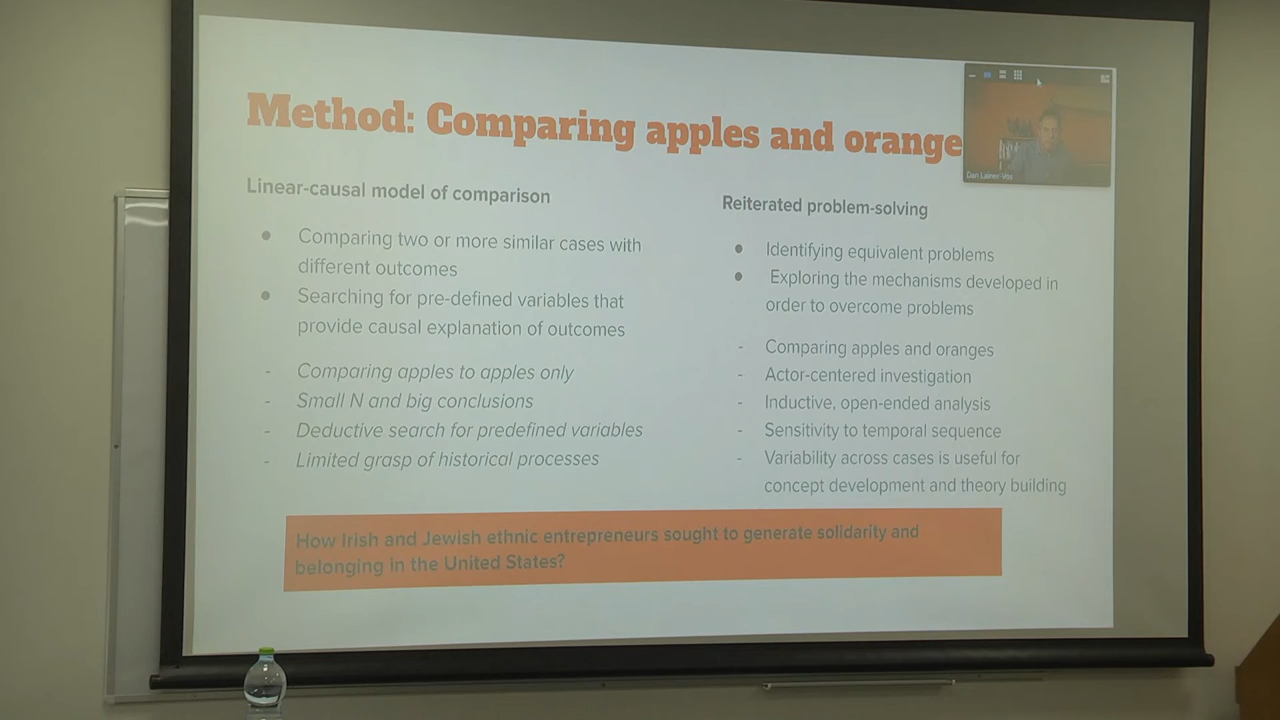 Method: Comparing apples and orange
Dan Lainer-Vos
Linear-causal model of comparison
● Comparing two or more similar cases with
different outcomes
● Searching for pre-defined variables that
provide causal explanation of outcomes
- Comparing apples to apples only
- Small N and big conclusions
- Deductive search for predefined variables
- Limited grasp of historical processes
Reiterated problem-solving
● Identifying equivalent problems
● Exploring the mechanisms developed in
order to overcome problems
- Comparing apples and oranges
- Actor-centered investigation
- Inductive, open-ended analysis
- Sensitivity to temporal sequence
- Variability across cases is useful for
concept development and theory building
How Irish and Jewish ethnic entrepreneurs sought to generate solidarity and
belonging in the United States?